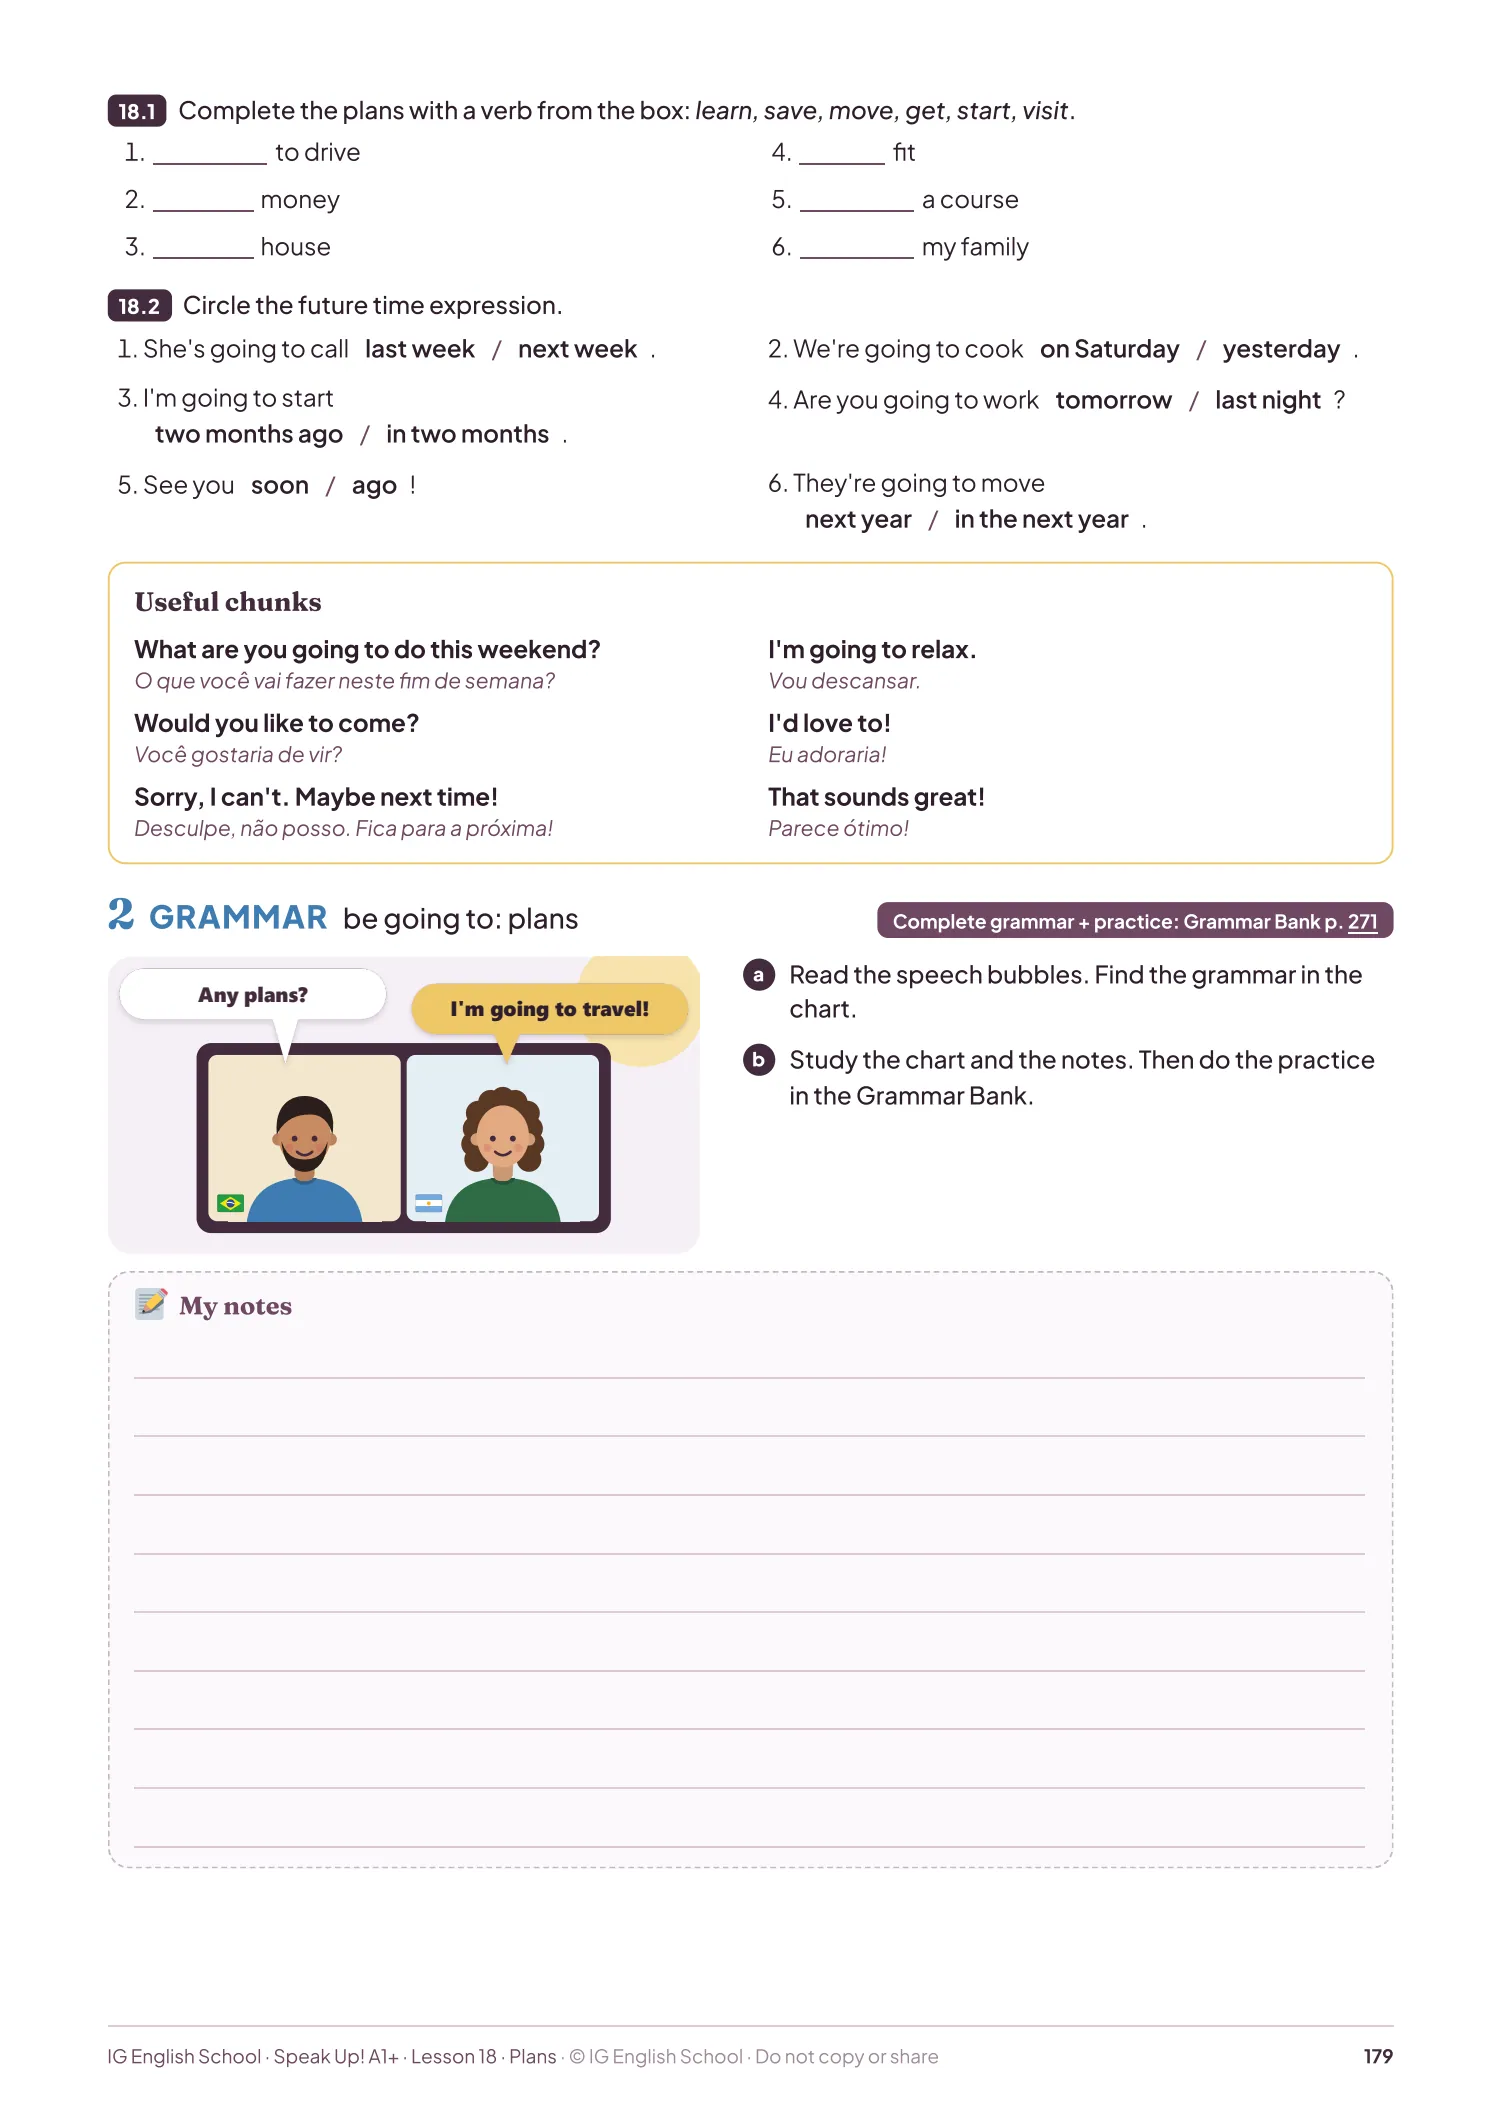 18.1 Complete the plans with a verb from the box: learn, save, move, get, start, visit.
1. ________ to drive
4. ________ fit
2. ________ money
5. ________ a course
3. ________ house
6. ________ my family
18.2 Circle the future time expression.
1. She's going to call last week / next week .
2. We're going to cook on Saturday / yesterday .
3. I'm going to start
two months ago / in two months .
4. Are you going to work tomorrow / last night ?
5. See you soon / ago !
6. They're going to move
next year / in the next year .
Useful chunks
What are you going to do this weekend?
O que você vai fazer neste fim de semana?
I'm going to relax.
Vou descansar.
Would you like to come?
Você gostaria de vir?
I'd love to!
Eu adoraria!
Sorry, I can't. Maybe next time!
Desculpe, não posso. Fica para a próxima!
That sounds great!
Parece ótimo!
2 GRAMMAR be going to: plans
Complete grammar + practice: Grammar Bank p. 271
Any plans?
I'm going to travel!
a Read the speech bubbles. Find the grammar in the
chart.
b Study the chart and the notes. Then do the practice
in the Grammar Bank.
My notes
IG English School · Speak Up! A1+ · Lesson 18 · Plans · © IG English School · Do not copy or share
179